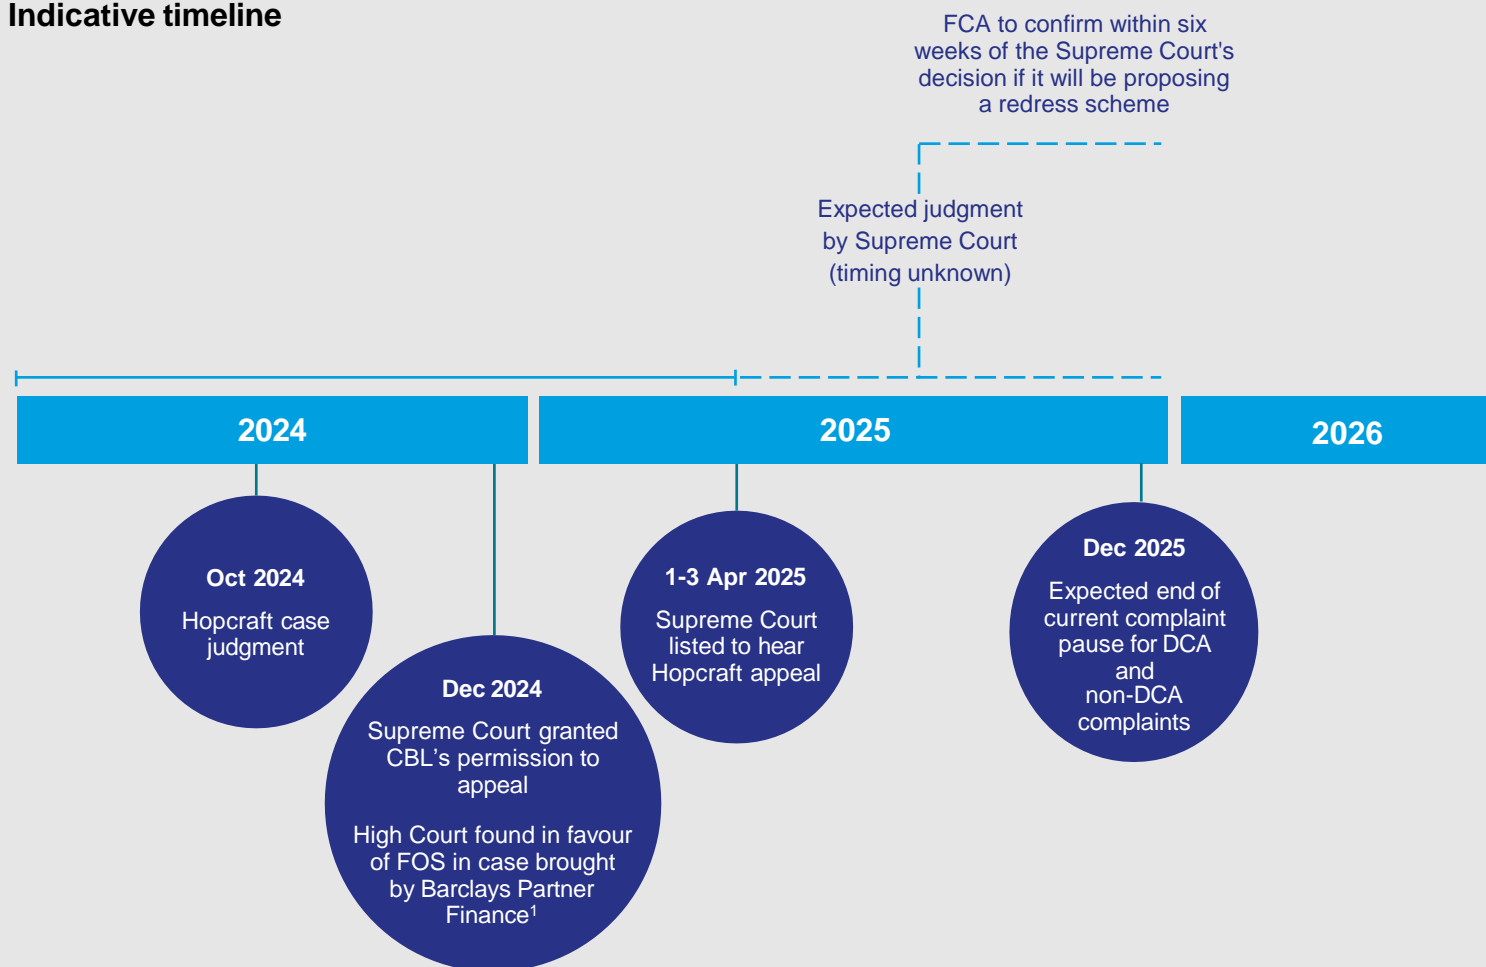 Indicative timeline
FCA to confirm within six
weeks of the Supreme Court's
decision if it will be proposing
a redress scheme
Expected judgment
by Supreme Court
(timing unknown)
2024
2025
2026
Oct 2024
Hopcraft case
judgment
Dec 2024
Supreme Court granted
CBL’s permission to
appeal
High Court found in favour
of FOS in case brought
by Barclays Partner
Finance¹
1-3 Apr 2025
Supreme Court
listed to hear
Hopcraft appeal
Dec 2025
Expected end of
current complaint
pause for DCA
and
non-DCA
complaints